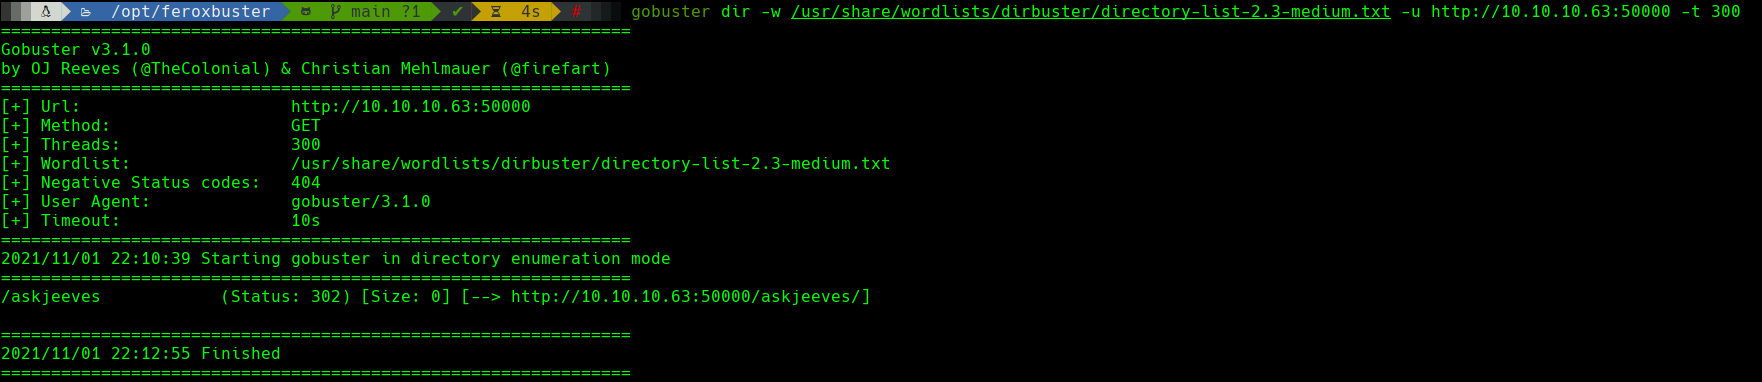 /opt/feroxbuster main ?1 ✔ 4s # gobuster dir -w /usr/share/wordlists/dirbuster/directory-list-2.3-medium.txt -u http://10.10.10.63:50000 -t 300
===============================================================
Gobuster v3.1.0
by OJ Reeves (@TheColonial) & Christian Mehlmauer (@firefart)
===============================================================
[+] Url:                     http://10.10.10.63:50000
[+] Method:                  GET
[+] Threads:                 300
[+] Wordlist:                /usr/share/wordlists/dirbuster/directory-list-2.3-medium.txt
[+] Negative Status codes:   404
[+] User Agent:              gobuster/3.1.0
[+] Timeout:                 10s
===============================================================
2021/11/01 22:10:39 Starting gobuster in directory enumeration mode
===============================================================
/askjeeves            (Status: 302) [Size: 0] [--> http://10.10.10.63:50000/askjeeves/]
===============================================================
2021/11/01 22:12:55 Finished
===============================================================